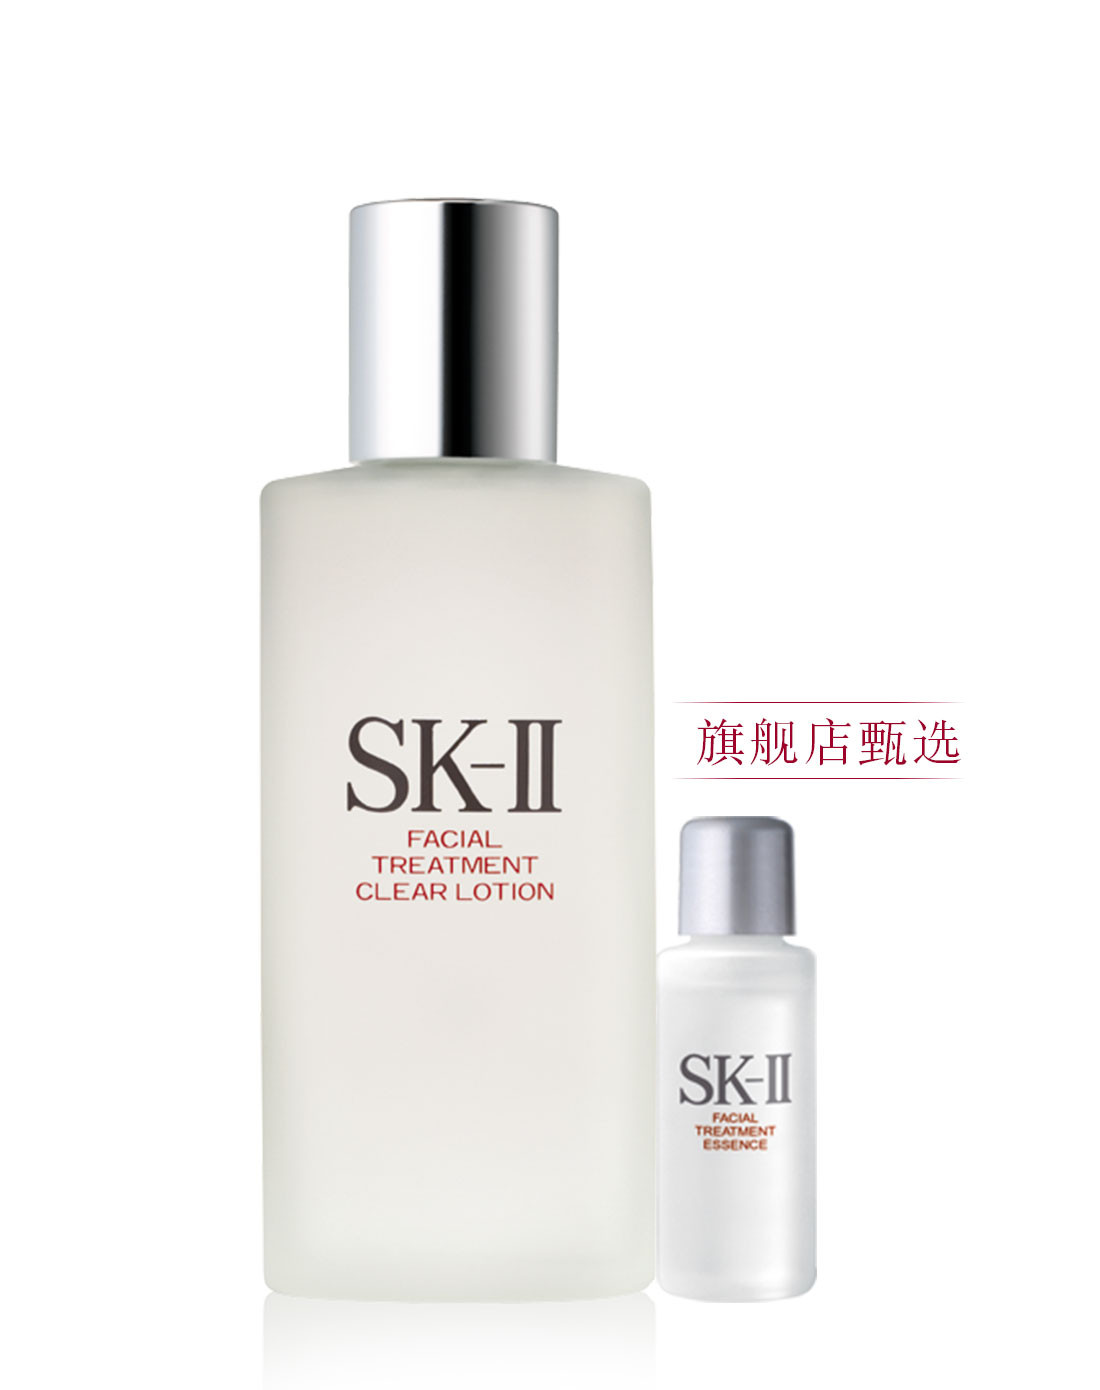 SK-II
FACIAL
TREATMENT
CLEAR LOTION
旗舰店甄选
SK-II
FACIAL
TREATMENT
ESSENCE